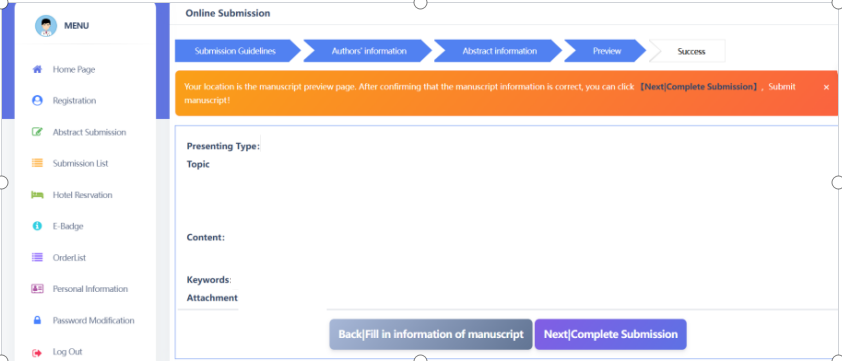 Online Submission
MENU
Home Page
Registration
Abstract Submission
Submission List
Hotel Resrvation
E-Badge
OrderList
Personal Information
Password Modification
Log Out
Submission Guidelines
Authors' information
Abstract information
Preview
Success
Your location is the manuscript preview page. After confirming that the manuscript information is correct, you can click 【Next|Complete Submission】, Submit
manuscript!
×
Presenting Type:
Topic
Content:
Keywords:
Attachment
Back|Fill in information of manuscript
Next|Complete Submission